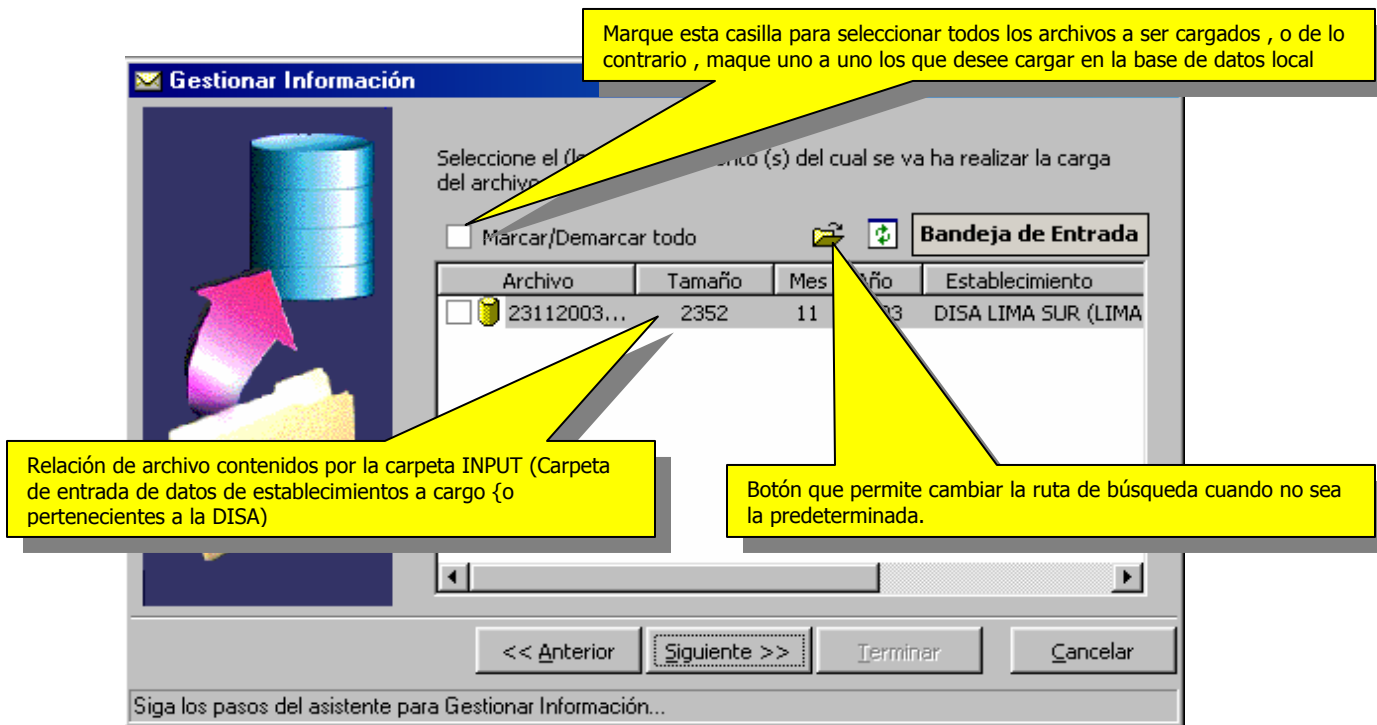 Marque esta casilla para seleccionar todos los archivos a ser cargados , o de lo
contrario , maque uno a uno los que desee cargar en la base de datos local
Gestionar Información
Seleccione el (s) del cual se va ha realizar la carga
del archivo
Marcar/Demarcar todo
Bandeja de Entrada
Archivo Tamaño Mes Año Establecimiento
23112003... 2352 11 DISA LIMA SUR (LIMA
Relación de archivo contenidos por la carpeta INPUT (Carpeta
de entrada de datos de establecimientos a cargo {o
pertenecientes a la DISA)
Botón que permite cambiar la ruta de búsqueda cuando no sea
la predeterminada.
<< Anterior
Siguiente >>
Terminar
Cancelar
Siga los pasos del asistente para Gestionar Información...